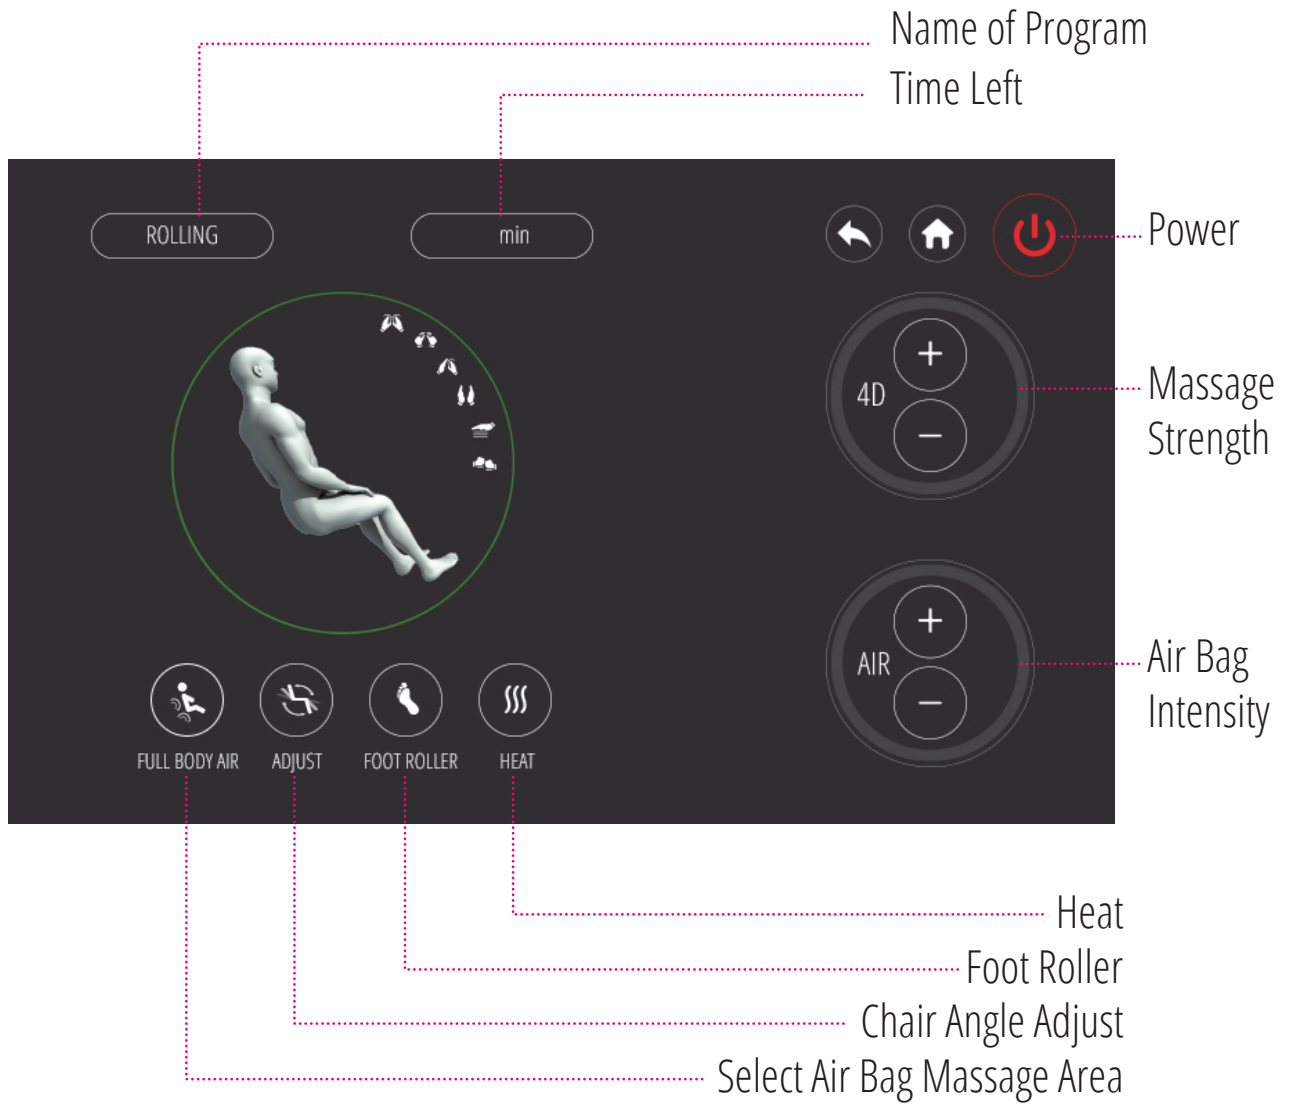 Name of Program
Time Left
ROLLING
min
Power
4D
+
−
Massage
Strength
AIR
+
−
Air Bag
Intensity
FULL BODY AIR
ADJUST
FOOT ROLLER
HEAT
Heat
Foot Roller
Chair Angle Adjust
Select Air Bag Massage Area